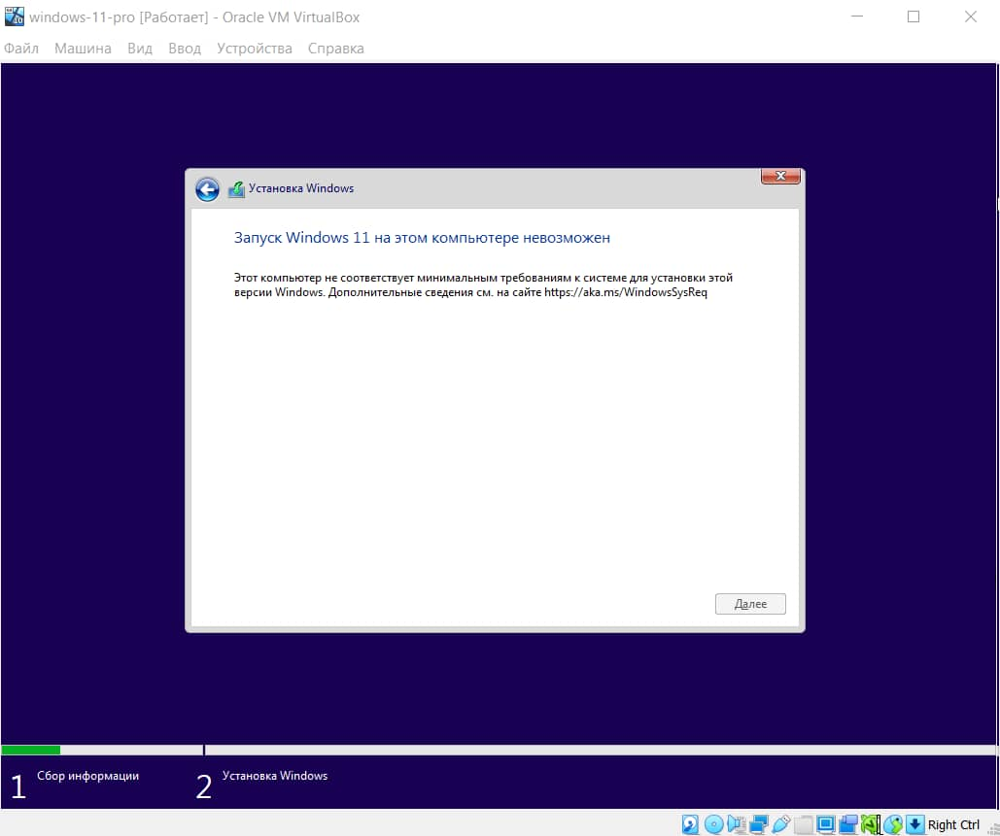 windows-11-pro [Работает] - Oracle VM VirtualBox
Файл Машина Вид Ввод Устройства Справка
Установка Windows
Запуск Windows 11 на этом компьютере невозможен
Этот компьютер не соответствует минимальным требованиям к системе для установки этой
версии Windows. Дополнительные сведения см. на сайте https://aka.ms/WindowsSysReq
Далее
1 Сбор информации 2 Установка Windows
Right Ctrl